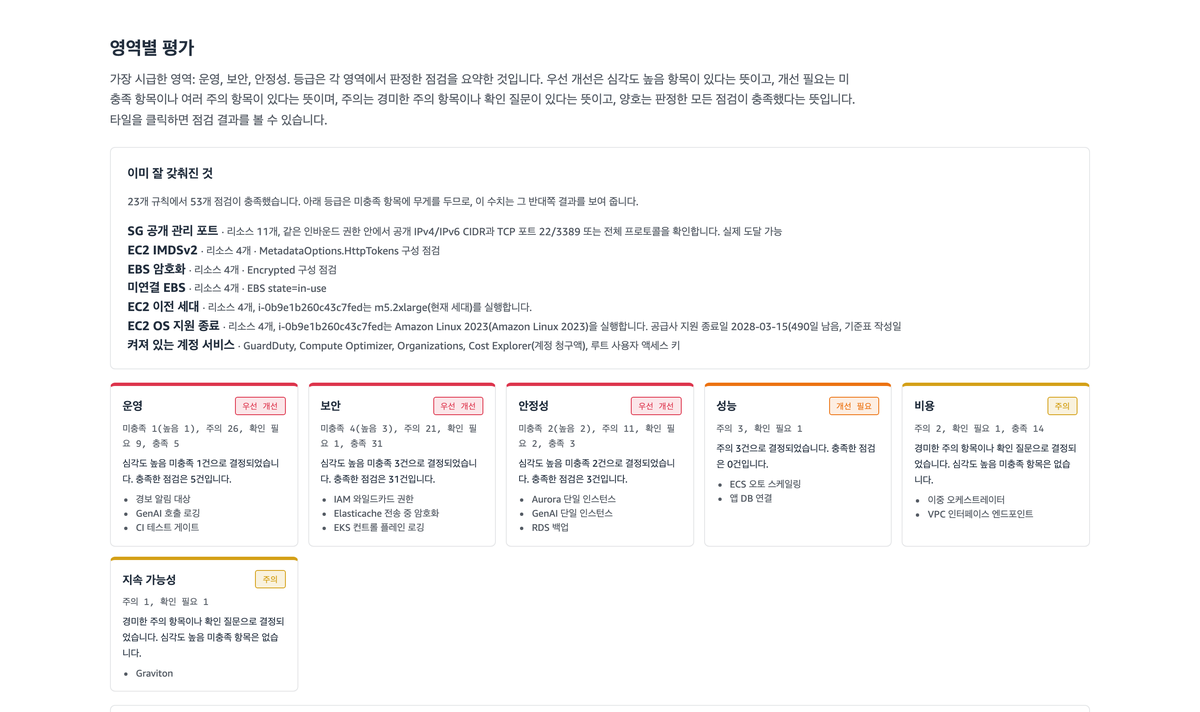 영역별 평가
가장 시급한 영역: 운영, 보안, 안정성. 등급은 각 영역에서 판정한 점검을 요약한 것입니다. 우선 개선은 심각도 높음 항목이 있다는 뜻이고, 개선 필요는 미
충족 항목이나 여러 주의 항목이 있다는 뜻이며, 주의는 경미한 주의 항목이나 확인 질문이 있다는 뜻이고, 양호는 판정한 모든 점검이 충족했다는 뜻입니다.
타일을 클릭하면 점검 결과를 볼 수 있습니다.
이미 잘 갖춰진 것
23개 규칙에서 53개 점검이 충족했습니다. 아래 등급은 미충족 항목에 무게를 두므로, 이 수치는 그 반대쪽 결과를 보여 줍니다.
SG 공개 관리 포트 · 리소스 11개, 같은 인바운드 권한 안에서 공개 IPv4/IPv6 CIDR과 TCP 포트 22/3389 또는 전체 프로토콜을 확인합니다. 실제 도달 가능
EC2 IMDSv2 · 리소스 4개 · MetadataOptions.HttpTokens 구성 점검
EBS 암호화 · 리소스 4개 · Encrypted 구성 점검
미연결 EBS · 리소스 4개 · EBS state=in-use
EC2 이전 세대 · 리소스 4개, i-0b9e1b260c43c7fed는 m5.2xlarge(현재 세대)를 실행합니다.
EC2 OS 지원 종료 · 리소스 4개, i-0b9e1b260c43c7fed는 Amazon Linux 2023(Amazon Linux 2023)을 실행합니다. 공급사 지원 종료일 2028-03-15(490일 남음, 기준표 작성일
켜져 있는 계정 서비스 · GuardDuty, Compute Optimizer, Organizations, Cost Explorer(계정 청구액), 루트 사용자 액세스 키
운영 우선 개선
미충족 1(높음 1), 주의 26, 확인 필
요 9, 충족 5
심각도 높음 미충족 1건으로 결정되었습니
다. 충족한 점검은 5건입니다.
• 경보 알림 대상
• GenAI 호출 로깅
• CI 테스트 게이트
보안 우선 개선
미충족 4(높음 3), 주의 21, 확인 필
요 1, 충족 31
심각도 높음 미충족 3건으로 결정되었습니
다. 충족한 점검은 31건입니다.
• IAM 와일드카드 권한
• Elasticache 전송 중 암호화
• EKS 컨트롤 플레인 로깅
안정성 우선 개선
미충족 2(높음 2), 주의 11, 확인 필
요 2, 충족 3
심각도 높음 미충족 2건으로 결정되었습니
다. 충족한 점검은 3건입니다.
• Aurora 단일 인스턴스
• GenAI 단일 인스턴스
• RDS 백업
성능 개선 필요
주의 3, 확인 필요 1
주의 3건으로 결정되었습니다. 충족한 점검
은 0건입니다.
• ECS 오토 스케일링
• 앱 DB 연결
비용 주의
주의 2, 확인 필요 1, 충족 14
경미한 주의 항목이나 확인 질문으로 결정되
었습니다. 심각도 높음 미충족 항목은 없습
니다.
• 이중 오케스트레이터
• VPC 인터페이스 엔드포인트
지속 가능성 주의
주의 1, 확인 필요 1
경미한 주의 항목이나 확인 질문으로 결정되
었습니다. 심각도 높음 미충족 항목은 없습
니다.
• Graviton